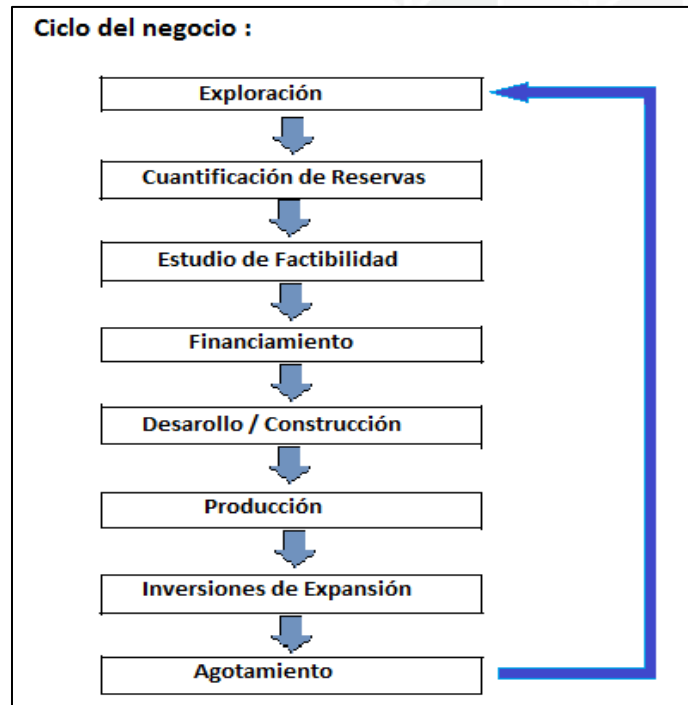 Ciclo del negocio :
Exploración
Cuantificación de Reservas
Estudio de Factibilidad
Financiamiento
Desarollo / Construcción
Producción
Inversiones de Expansión
Agotamiento